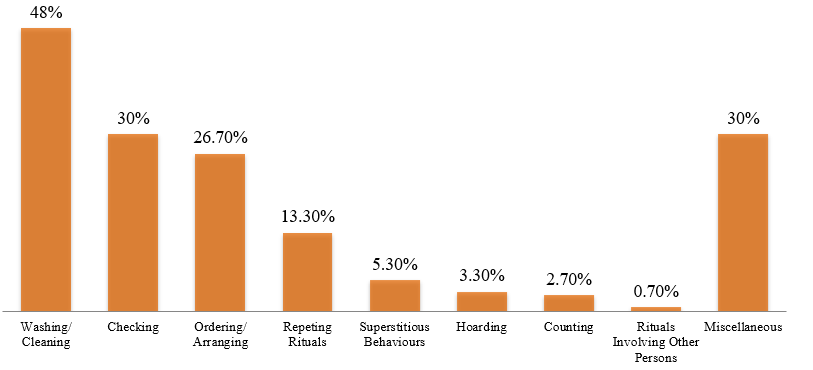 48%
30%
26.70%
13.30%
5.30%
3.30%
2.70%
0.70%
30%
Washing/
Cleaning
Checking
Ordering/
Arranging
Repeting
Rituals
Superstitious
Behaviours
Hoarding
Counting
Rituals
Involving Other
Persons
Miscellaneous